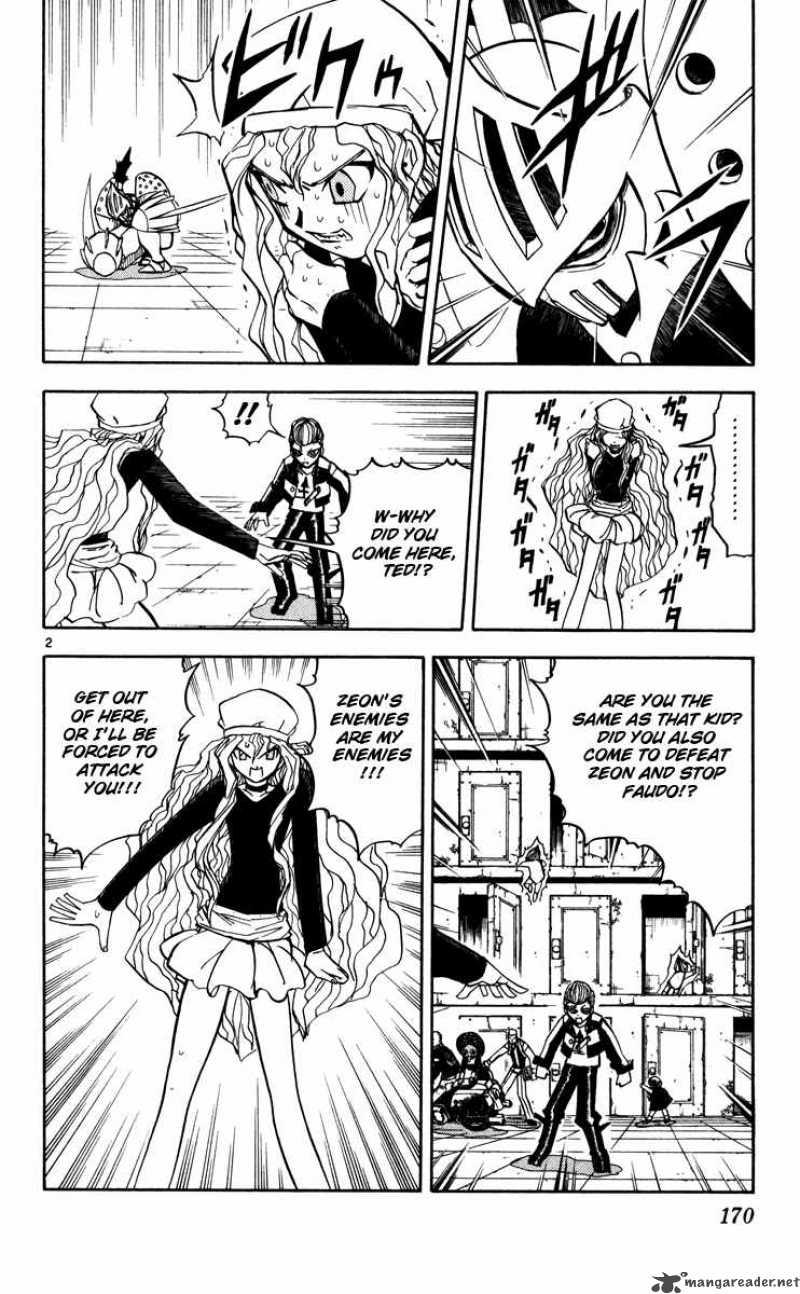 ズズ
ビクッ
………
ガタ
ガタ
ガタ
ガタ
ガタ
ガタ
ガタ
!!
W-WHY
DID YOU
COME HERE,
TED!?
2
ARE YOU THE
SAME AS THAT KID?
DID YOU ALSO
COME TO DEFEAT
ZEON AND STOP
FAUDO!?
ZEON'S
ENEMIES
ARE MY
ENEMIES
!!!
GET OUT
OF HERE,
OR I'LL BE
FORCED TO
ATTACK
YOU!!!
170
mangareader.net